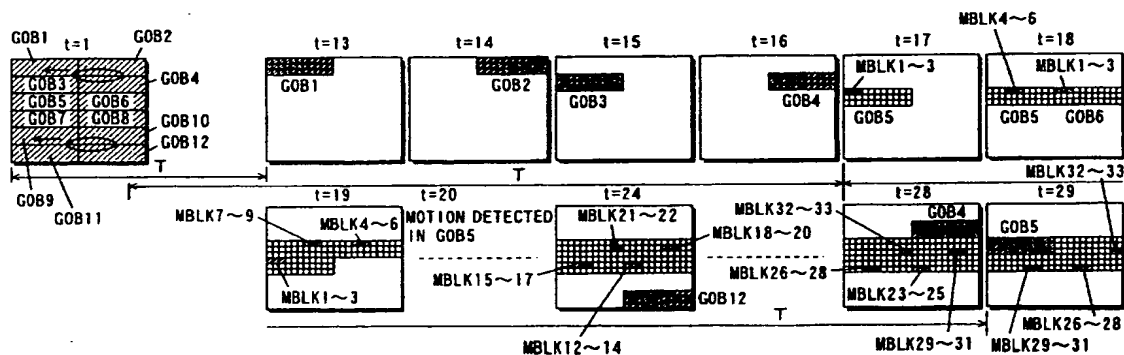 GOB1 t=1 GOB2
GOB3 GOB4
GOB5 GOB6
GOB7 GOB8
GOB10
GOB12
GOB9
GOB11
T
t=13
GOB1
t=14
GOB2
t=15
GOB3
t=16
GOB4
T
MBLK4~6
t=17
MBLK1~3
GOB5
t=18
MBLK1~3
GOB5 GOB6
t=19
MBLK7~9
MBLK4~6
MBLK1~3
t=20
MOTION DETECTED
IN GOB5
t=24
MBLK21~22
MBLK18~20
MBLK15~17
GOB12
MBLK12~14
t=28
MBLK32~33
GOB4
MBLK26~28
MBLK23~25
MBLK29~31
MBLK32~33
t=29
GOB5
MBLK26~28
MBLK29~31
T